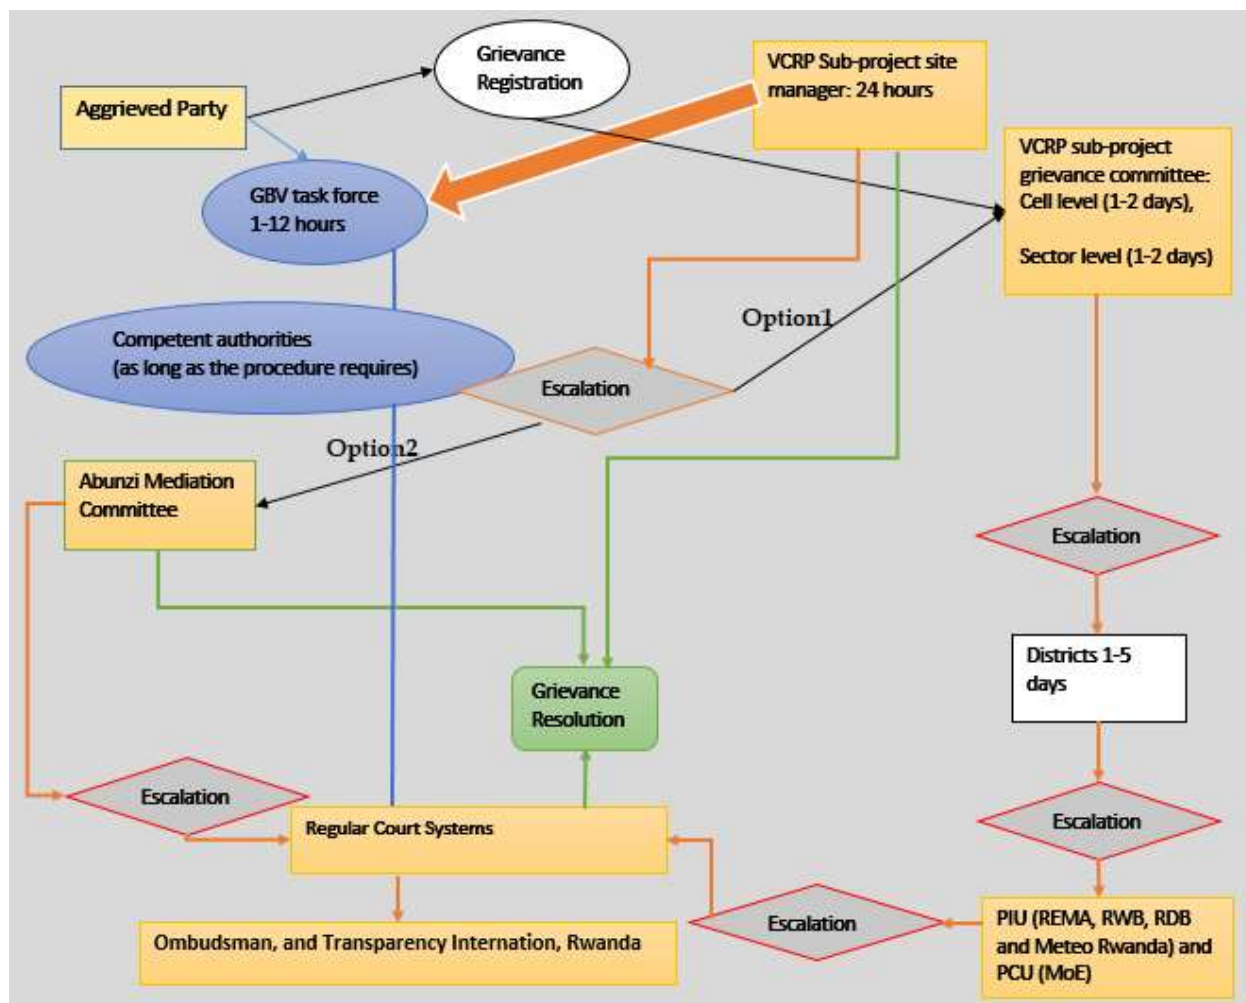 Grievance
Registration
VCRP Sub-project site
manager: 24 hours
Aggrieved Party
VCRP sub-project
grievance committee:
Cell level (1-2 days),
Sector level (1-2 days)
GBV task force
1-12 hours
Option1
Competent authorities
(as long as the procedure requires)
Escalation
Option2
Abunzi Mediation
Committee
Escalation
Districts 1-5
days
Grievance
Resolution
Escalation
Escalation
Regular Court Systems
Escalation
PIU (REMA, RWB, RDB
and Meteo Rwanda) and
PCU (MoE)
Ombudsman, and Transparency Internation, Rwanda